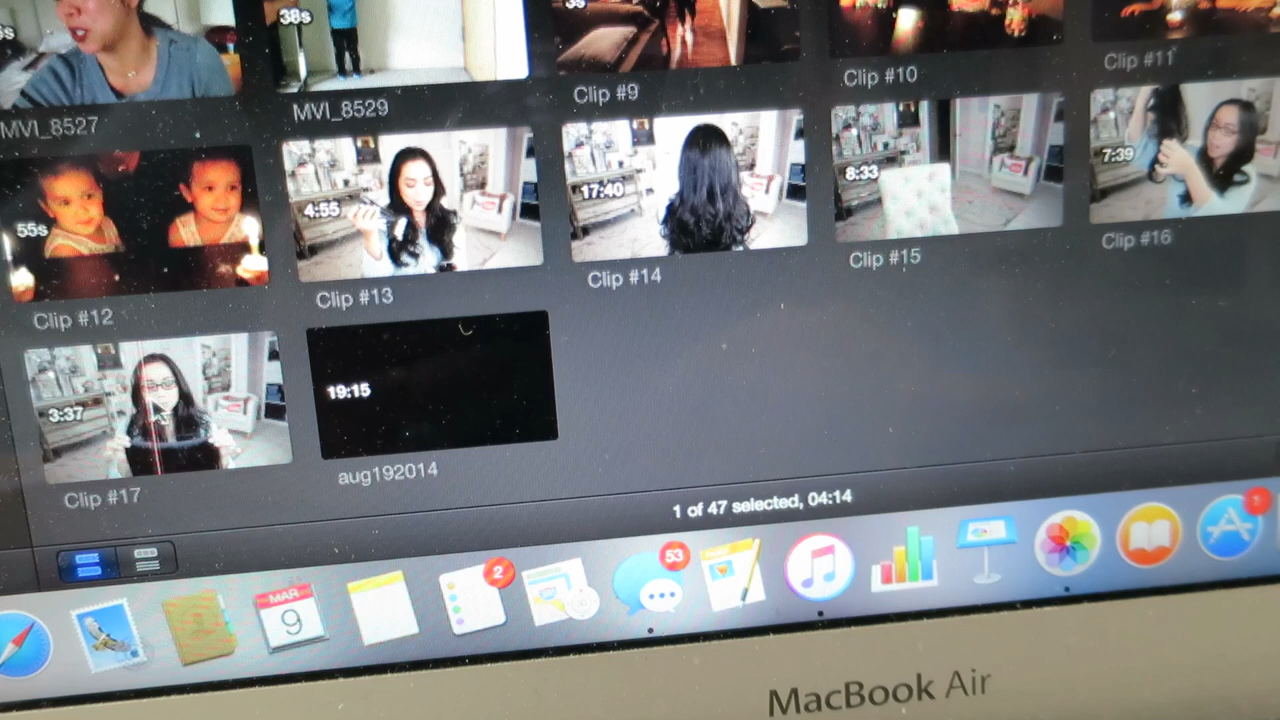 38s
3s
Clip #10
Clip #11
Clip #9
MVI_8529
MVI_8527
55s
4:55
17:40
8:33
7:39
Clip #12
Clip #13
Clip #14
Clip #15
Clip #16
3:37
19:15
Clip #17
aug192014
1 of 47 selected, 04:14
MAR
9
2
53
1
MacBook Air